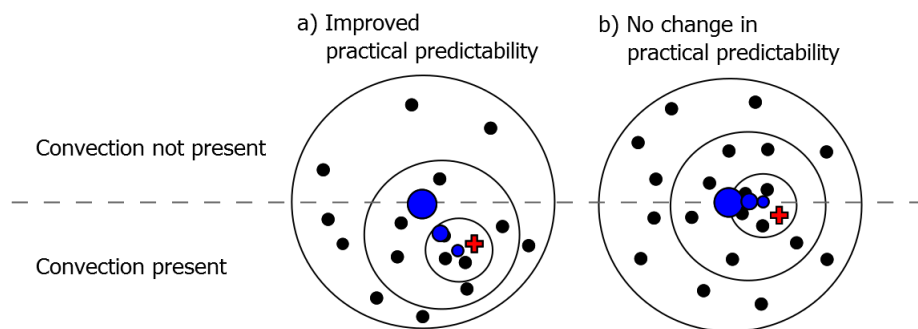 a) Improved
practical predictability
b) No change in
practical predictability
Convection not present
Convection present